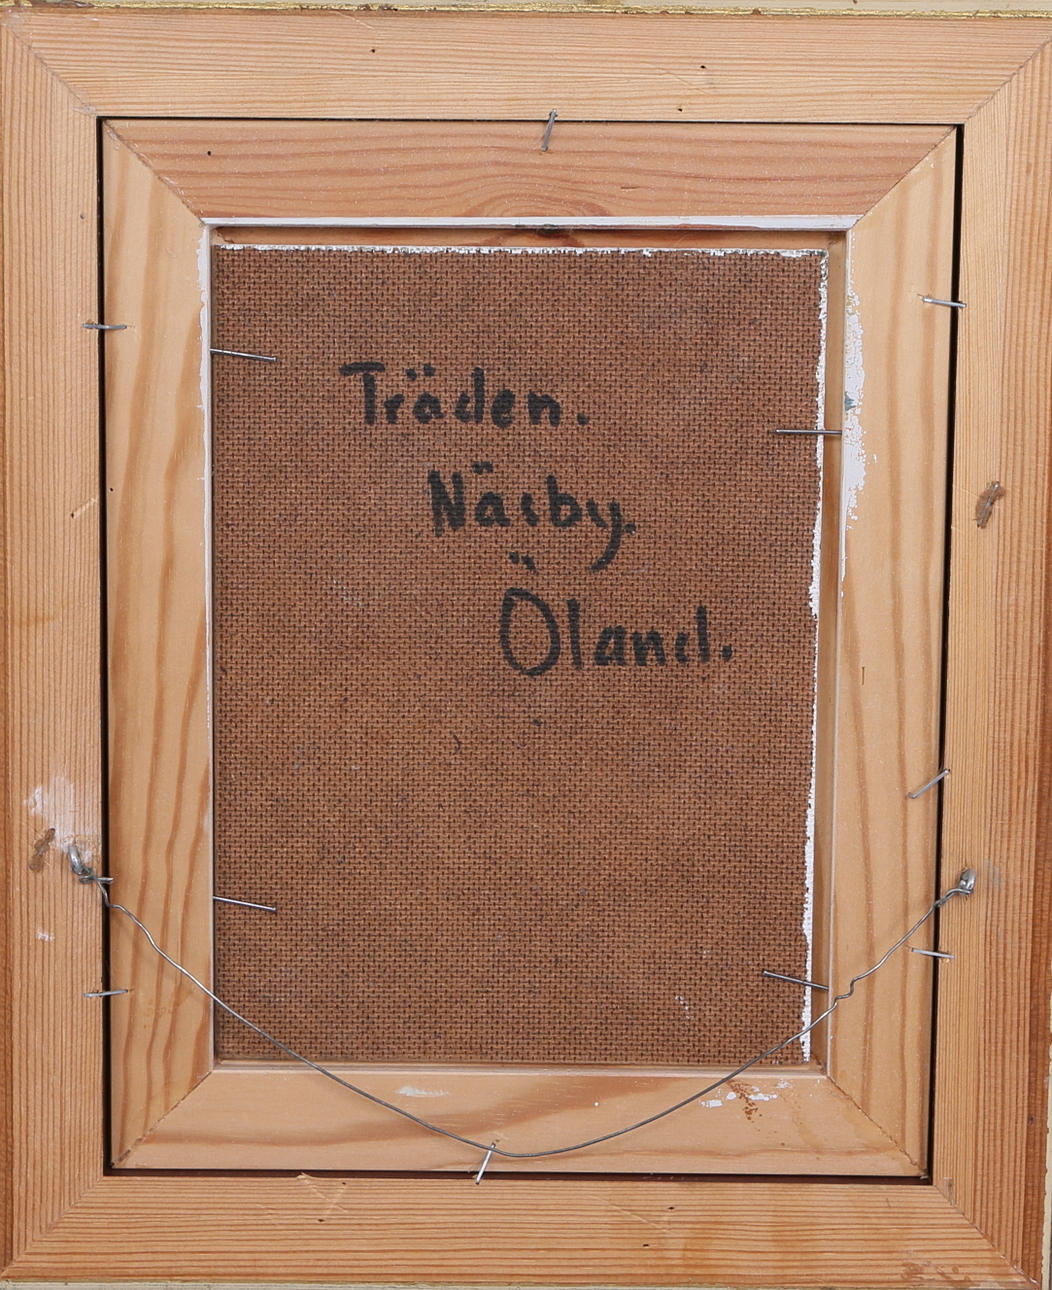 Träden.
Näsby.
Öland.